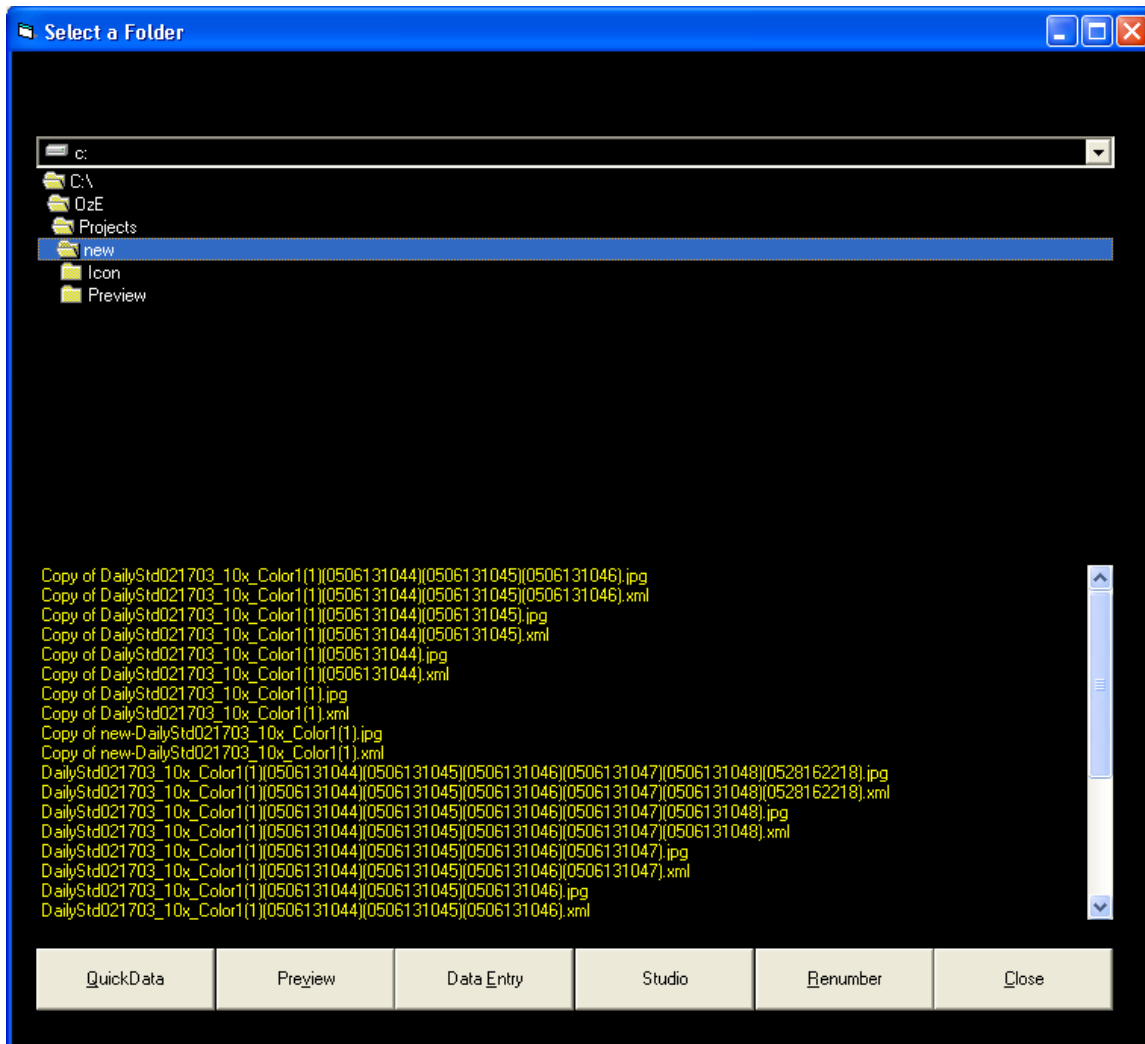 Select a Folder
c:
C:\
OzE
Projects
new
Icon
Preview
Copy of DailyStd021703_10x_Color1(1)(0506131044)(0506131045)(0506131046).jpg
Copy of DailyStd021703_10x_Color1(1)(0506131044)(0506131045)(0506131046).xml
Copy of DailyStd021703_10x_Color1(1)(0506131044)(0506131045).jpg
Copy of DailyStd021703_10x_Color1(1)(0506131044)(0506131045).xml
Copy of DailyStd021703_10x_Color1(1)(0506131044).jpg
Copy of DailyStd021703_10x_Color1(1)(0506131044).xml
Copy of DailyStd021703_10x_Color1(1).jpg
Copy of DailyStd021703_10x_Color1(1).xml
Copy of new-DailyStd021703_10x_Color1(1).jpg
Copy of new-DailyStd021703_10x_Color1(1).xml
DailyStd021703_10x_Color1(1)(0506131044)(0506131045)(0506131046)(0506131047)(0506131048)(0528162218).jpg
DailyStd021703_10x_Color1(1)(0506131044)(0506131045)(0506131046)(0506131047)(0506131048)(0528162218).xml
DailyStd021703_10x_Color1(1)(0506131044)(0506131045)(0506131046)(0506131047)(0506131048).jpg
DailyStd021703_10x_Color1(1)(0506131044)(0506131045)(0506131046)(0506131047)(0506131048).xml
DailyStd021703_10x_Color1(1)(0506131044)(0506131045)(0506131046)(0506131047).jpg
DailyStd021703_10x_Color1(1)(0506131044)(0506131045)(0506131046)(0506131047).xml
DailyStd021703_10x_Color1(1)(0506131044)(0506131045)(0506131046).jpg
DailyStd021703_10x_Color1(1)(0506131044)(0506131045)(0506131046).xml
QuickData Preview Data Entry Studio Renumber Close